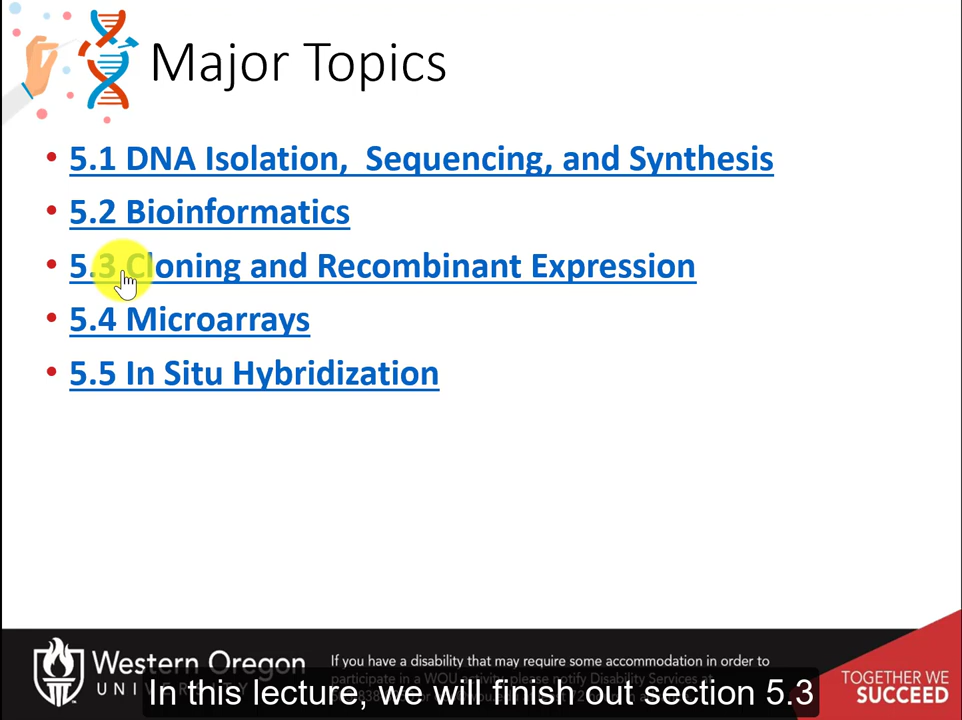 Major Topics
• 5.1 DNA Isolation,  Sequencing, and Synthesis
• 5.2 Bioinformatics
• 5.3 Cloning and Recombinant Expression
• 5.4 Microarrays
• 5.5 In Situ Hybridization
Western Oregon
UNIVERSITY
If you have a disability that may require some accommodation in order to
participate in a WOU activity, please notify Disability Services at
TOGETHER WE
SUCCEED
In this lecture, we will finish out section 5.3